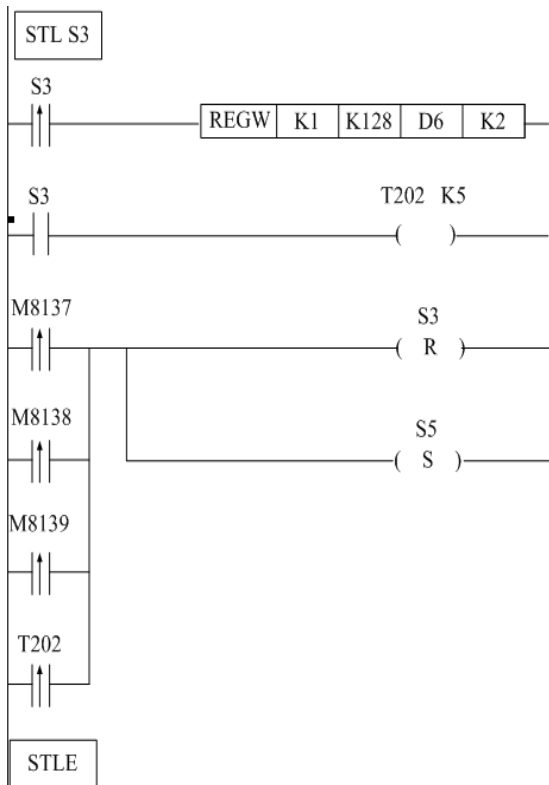 STL S3
S3
REGW K1 K128 D6 K2
S3
T202 K5
( )
M8137
S3
( R )
M8138
S5
( S )
M8139
T202
STLE